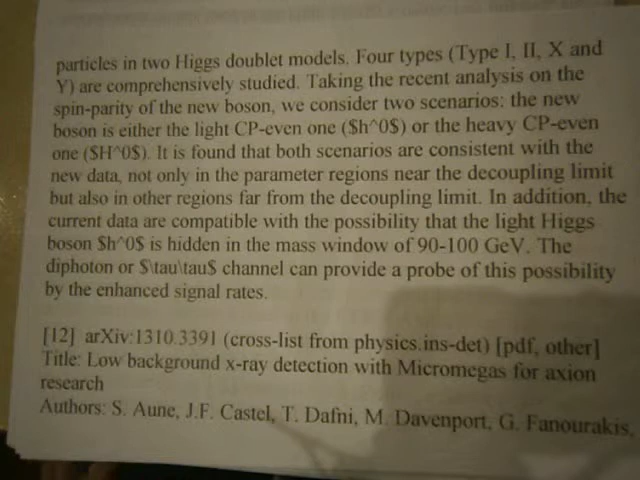 particles in two Higgs doublet models. Four types (Type I, II, X and
Y) are comprehensively studied. Taking the recent analysis on the
spin-parity of the new boson, we consider two scenarios: the new
boson is either the light CP-even one ($h^0$) or the heavy CP-even
one ($H^0$). It is found that both scenarios are consistent with the
new data, not only in the parameter regions near the decoupling limit
but also in other regions far from the decoupling limit. In addition, the
current data are compatible with the possibility that the light Higgs
boson $h^0$ is hidden in the mass window of 90-100 GeV. The
diphoton or $\tau\tau$ channel can provide a probe of this possibility
by the enhanced signal rates.
[12] arXiv:1310.3391 (cross-list from physics.ins-det) [pdf, other]
Title: Low background x-ray detection with Micromegas for axion
research
Authors: S. Aune, J.F. Castel, T. Dafni, M. Davenport, G. Fanourakis,